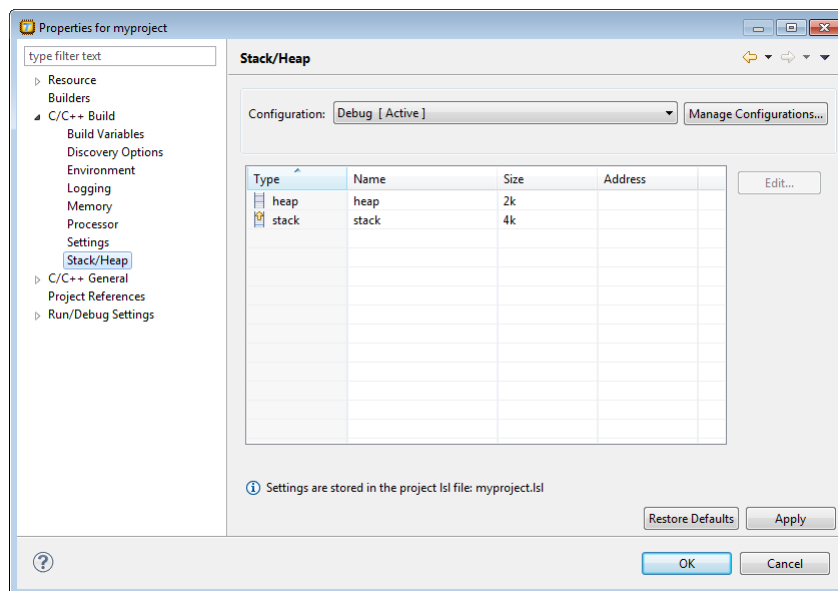 Properties for myproject
type filter text
Stack/Heap
Resource
Builders
C/C++ Build
Build Variables
Discovery Options
Environment
Logging
Memory
Processor
Settings
Stack/Heap
C/C++ General
Project References
Run/Debug Settings
Configuration: Debug [ Active ] Manage Configurations...
Type Name Size Address Edit...
heap heap 2k
stack stack 4k
Settings are stored in the project lsl file: myproject.lsl
Restore Defaults Apply
? OK Cancel